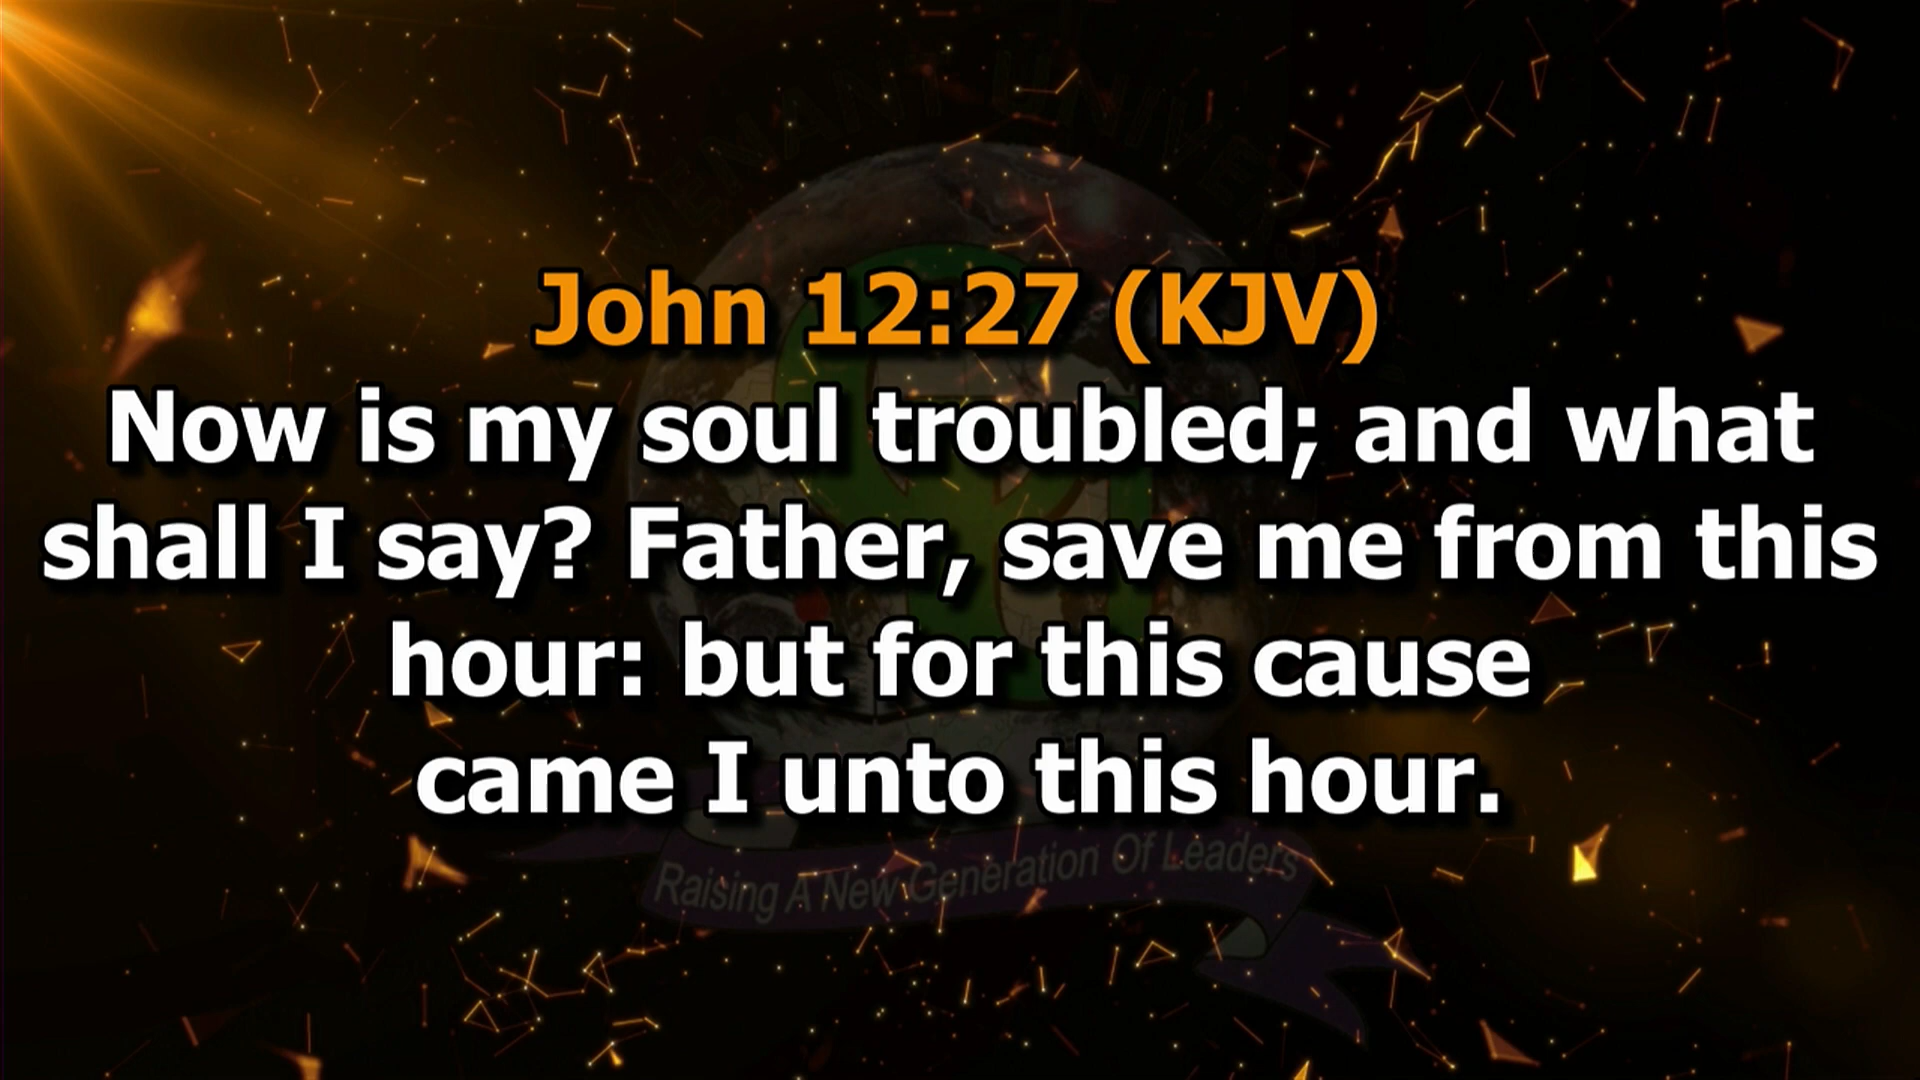 John 12:27 (KJV)
Now is my soul troubled; and what
shall I say? Father, save me from this
hour: but for this cause
came I unto this hour.
Raising A New Generation Of Leaders